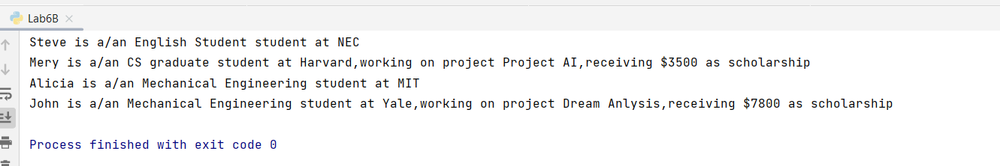 Lab6B
Steve is a/an English Student student at NEC
Mery is a/an CS graduate student at Harvard,working on project Project AI,receiving $3500 as scholarship
Alicia is a/an Mechanical Engineering student at MIT
John is a/an Mechanical Engineering student at Yale,working on project Dream Anlysis,receiving $7800 as scholarship
Process finished with exit code 0